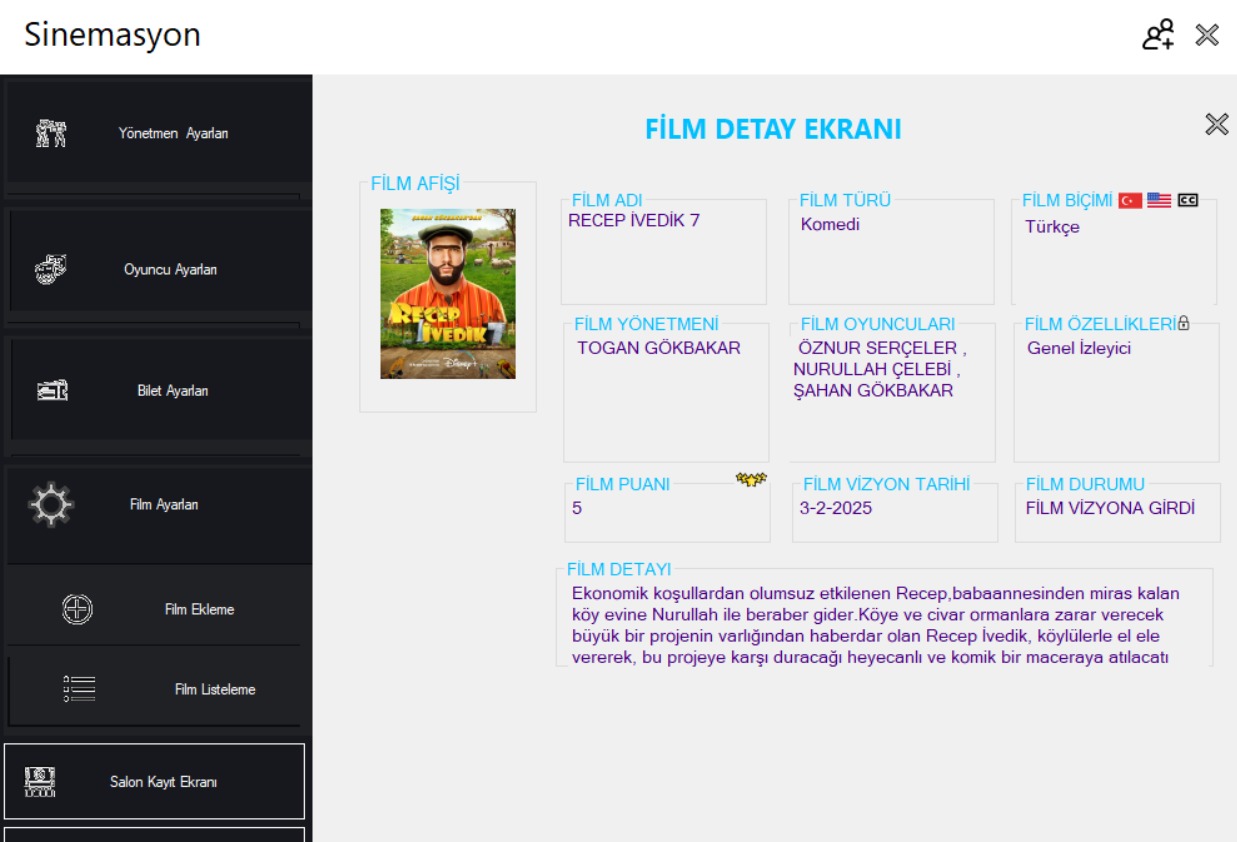 Sinemasyon
Yönetmen Ayarları
Oyuncu Ayarları
Bilet Ayarları
Film Ayarları
Film Ekleme
Film Listeleme
Salon Kayıt Ekranı
FİLM DETAY EKRANI
FİLM AFİŞİ
ŞAHAN GÖKBAKAR'DAN
RECEP
İVEDİK 7
Disney+
FİLM ADI
RECEP İVEDİK 7
FİLM TÜRÜ
Komedi
FİLM BİÇİMİ CC
Türkçe
FİLM YÖNETMENİ
TOGAN GÖKBAKAR
FİLM OYUNCULARI
ÖZNUR SERÇELER ,
NURULLAH ÇELEBİ ,
ŞAHAN GÖKBAKAR
FİLM ÖZELLİKLERİ
Genel İzleyici
FİLM PUANI
5
FİLM VİZYON TARİHİ
3-2-2025
FİLM DURUMU
FİLM VİZYONA GİRDİ
FİLM DETAYI
Ekonomik koşullardan olumsuz etkilenen Recep,babaannesinden miras kalan
köy evine Nurullah ile beraber gider.Köye ve civar ormanlara zarar verecek
büyük bir projenin varlığından haberdar olan Recep İvedik, köylülerle el ele
vererek, bu projeye karşı duracağı heyecanlı ve komik bir maceraya atılacatı